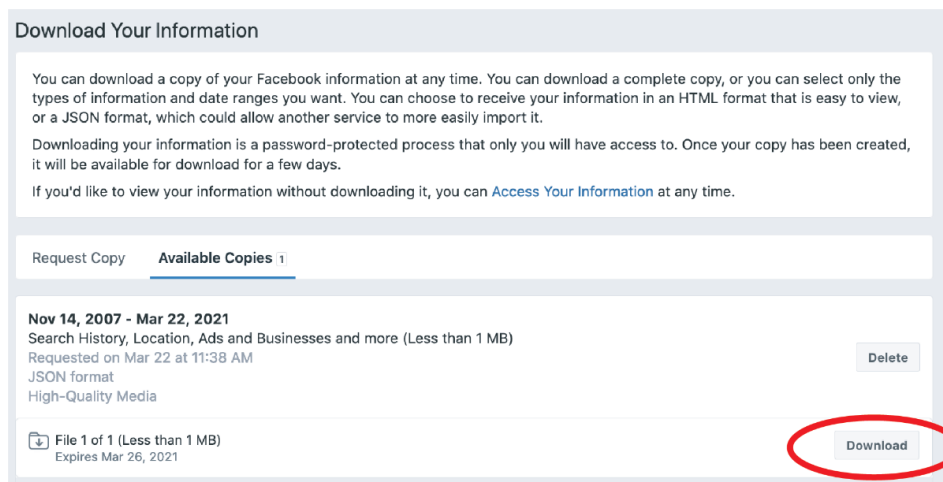 Download Your Information
You can download a copy of your Facebook information at any time. You can download a complete copy, or you can select only the
types of information and date ranges you want. You can choose to receive your information in an HTML format that is easy to view,
or a JSON format, which could allow another service to more easily import it.
Downloading your information is a password-protected process that only you will have access to. Once your copy has been created,
it will be available for download for a few days.
If you'd like to view your information without downloading it, you can Access Your Information at any time.
Request Copy Available Copies 1
Nov 14, 2007 - Mar 22, 2021
Search History, Location, Ads and Businesses and more (Less than 1 MB)
Requested on Mar 22 at 11:38 AM
Delete
JSON format
High-Quality Media
File 1 of 1 (Less than 1 MB)
Download
Expires Mar 26, 2021